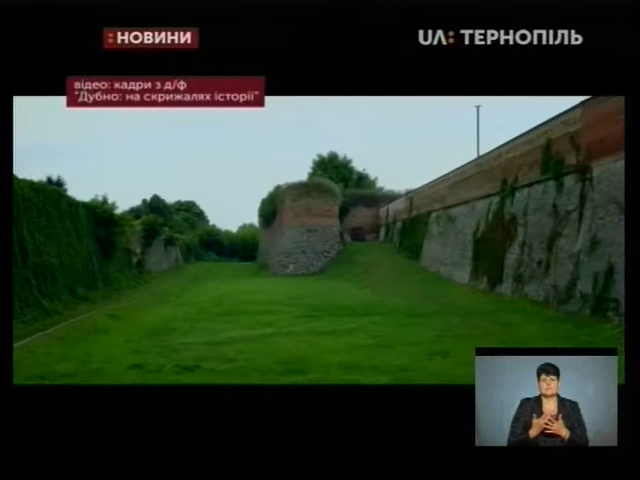 :НОВИНИ
UA: ТЕРНОПІЛЬ
відео: кадри з д/ф
"Дубно: на скрижалях історії"